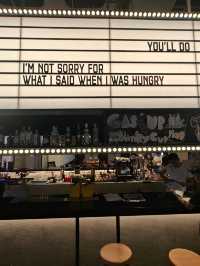 YOU'LL DO
I'M NOT SORRY FOR
WHAT I SAID WHEN I WAS HUNGRY